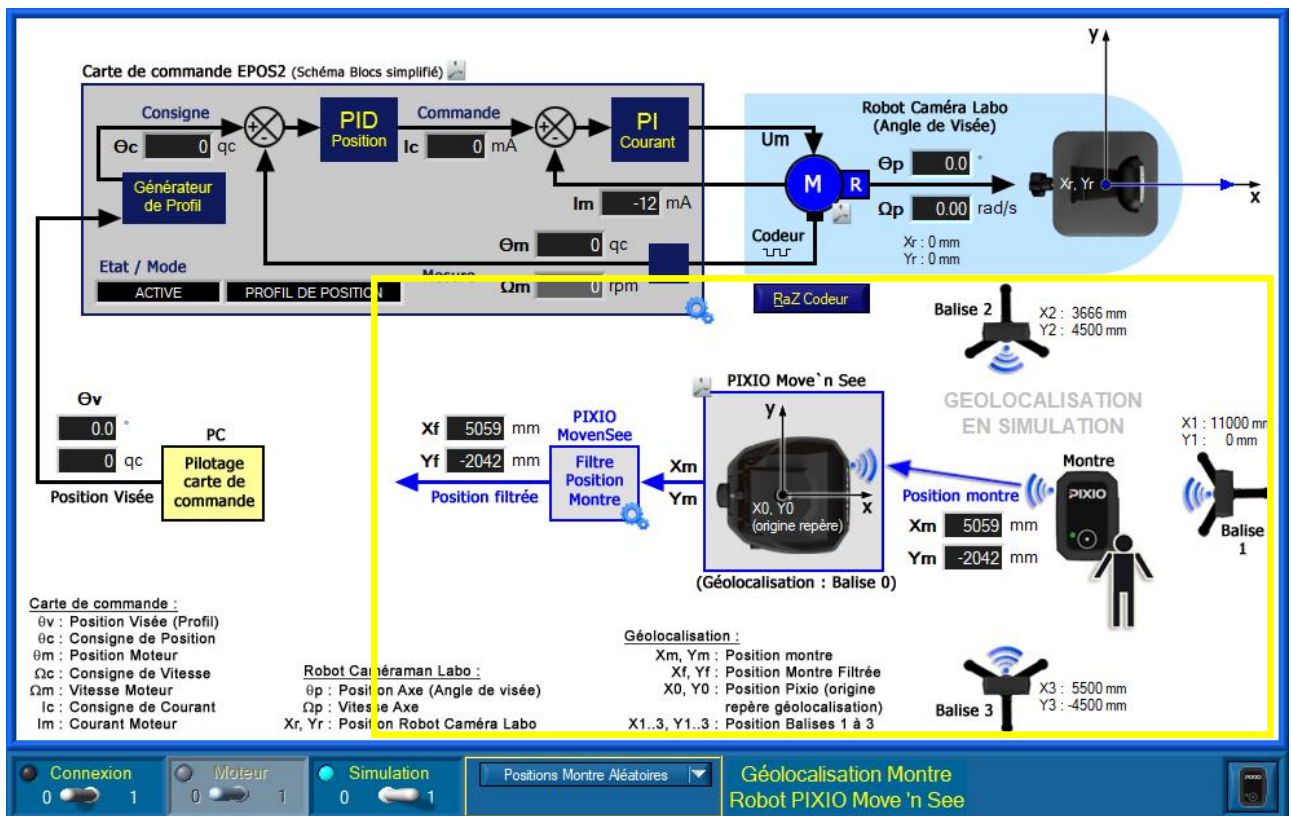 y
Carte de commande EPOS2 (Schéma Blocs simplifié)
Consigne
Θc 0 qc
PID
Position
Commande
Ic 0 mA
PI
Courant
Générateur
de Profil
Im -12 mA
Θm 0 qc
Mesure
Ωm 0 rpm
Etat / Mode
ACTIVE
PROFIL DE POSITION
Um
M R
Codeur
Robot Caméra Labo
(Angle de Visée)
Θp 0.0 °
Ωp 0.00 rad/s
Xr : 0 mm
Yr : 0 mm
Xr, Yr
x
RaZ Codeur
Balise 2
X2 : 3666 mm
Y2 : 4500 mm
GEOLOCALISATION
EN SIMULATION
X1 : 11000 mm
Y1 : 0 mm
Balise
1
Θv
0.0 °
0 qc
Position Visée
PC
Pilotage
carte de
commande
Xf 5059 mm
Yf -2042 mm
Position filtrée
PIXIO
MovenSee
Filtre
Position
Montre
Xm
Ym
PIXIO Move`n See
y
X0, Y0
(origine repère)
x
(Géolocalisation : Balise 0)
Position montre
Xm 5059 mm
Ym -2042 mm
Montre
PIXIO
Balise 3
X3 : 5500 mm
Y3 : -4500 mm
Carte de commande :
θv : Position Visée (Profil)
θc : Consigne de Position
θm : Position Moteur
Ωc : Consigne de Vitesse
Ωm : Vitesse Moteur
Ic : Consigne de Courant
Im : Courant Moteur
Robot Caméraman Labo :
θp : Position Axe (Angle de visée)
Ωp : Vitesse Axe
Xr, Yr : Position Robot Caméra Labo
Géolocalisation :
Xm, Ym : Position montre
Xf, Yf : Position Montre Filtrée
X0, Y0 : Position Pixio (origine
repère géolocalisation)
X1..3, Y1..3 : Position Balises 1 à 3
Connexion
0 1
Moteur
0 1
Simulation
0 1
Positions Montre Aléatoires
Géolocalisation Montre
Robot PIXIO Move 'n See
PIXIO